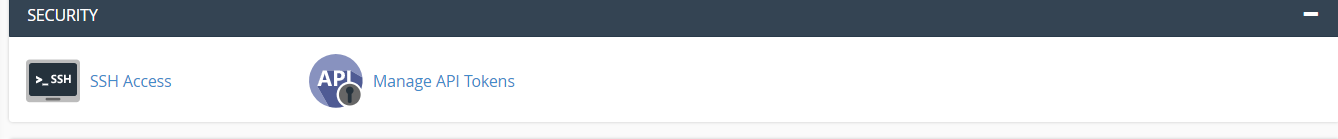 SECURITY
>_ SSH
SSH Access
API
Manage API Tokens